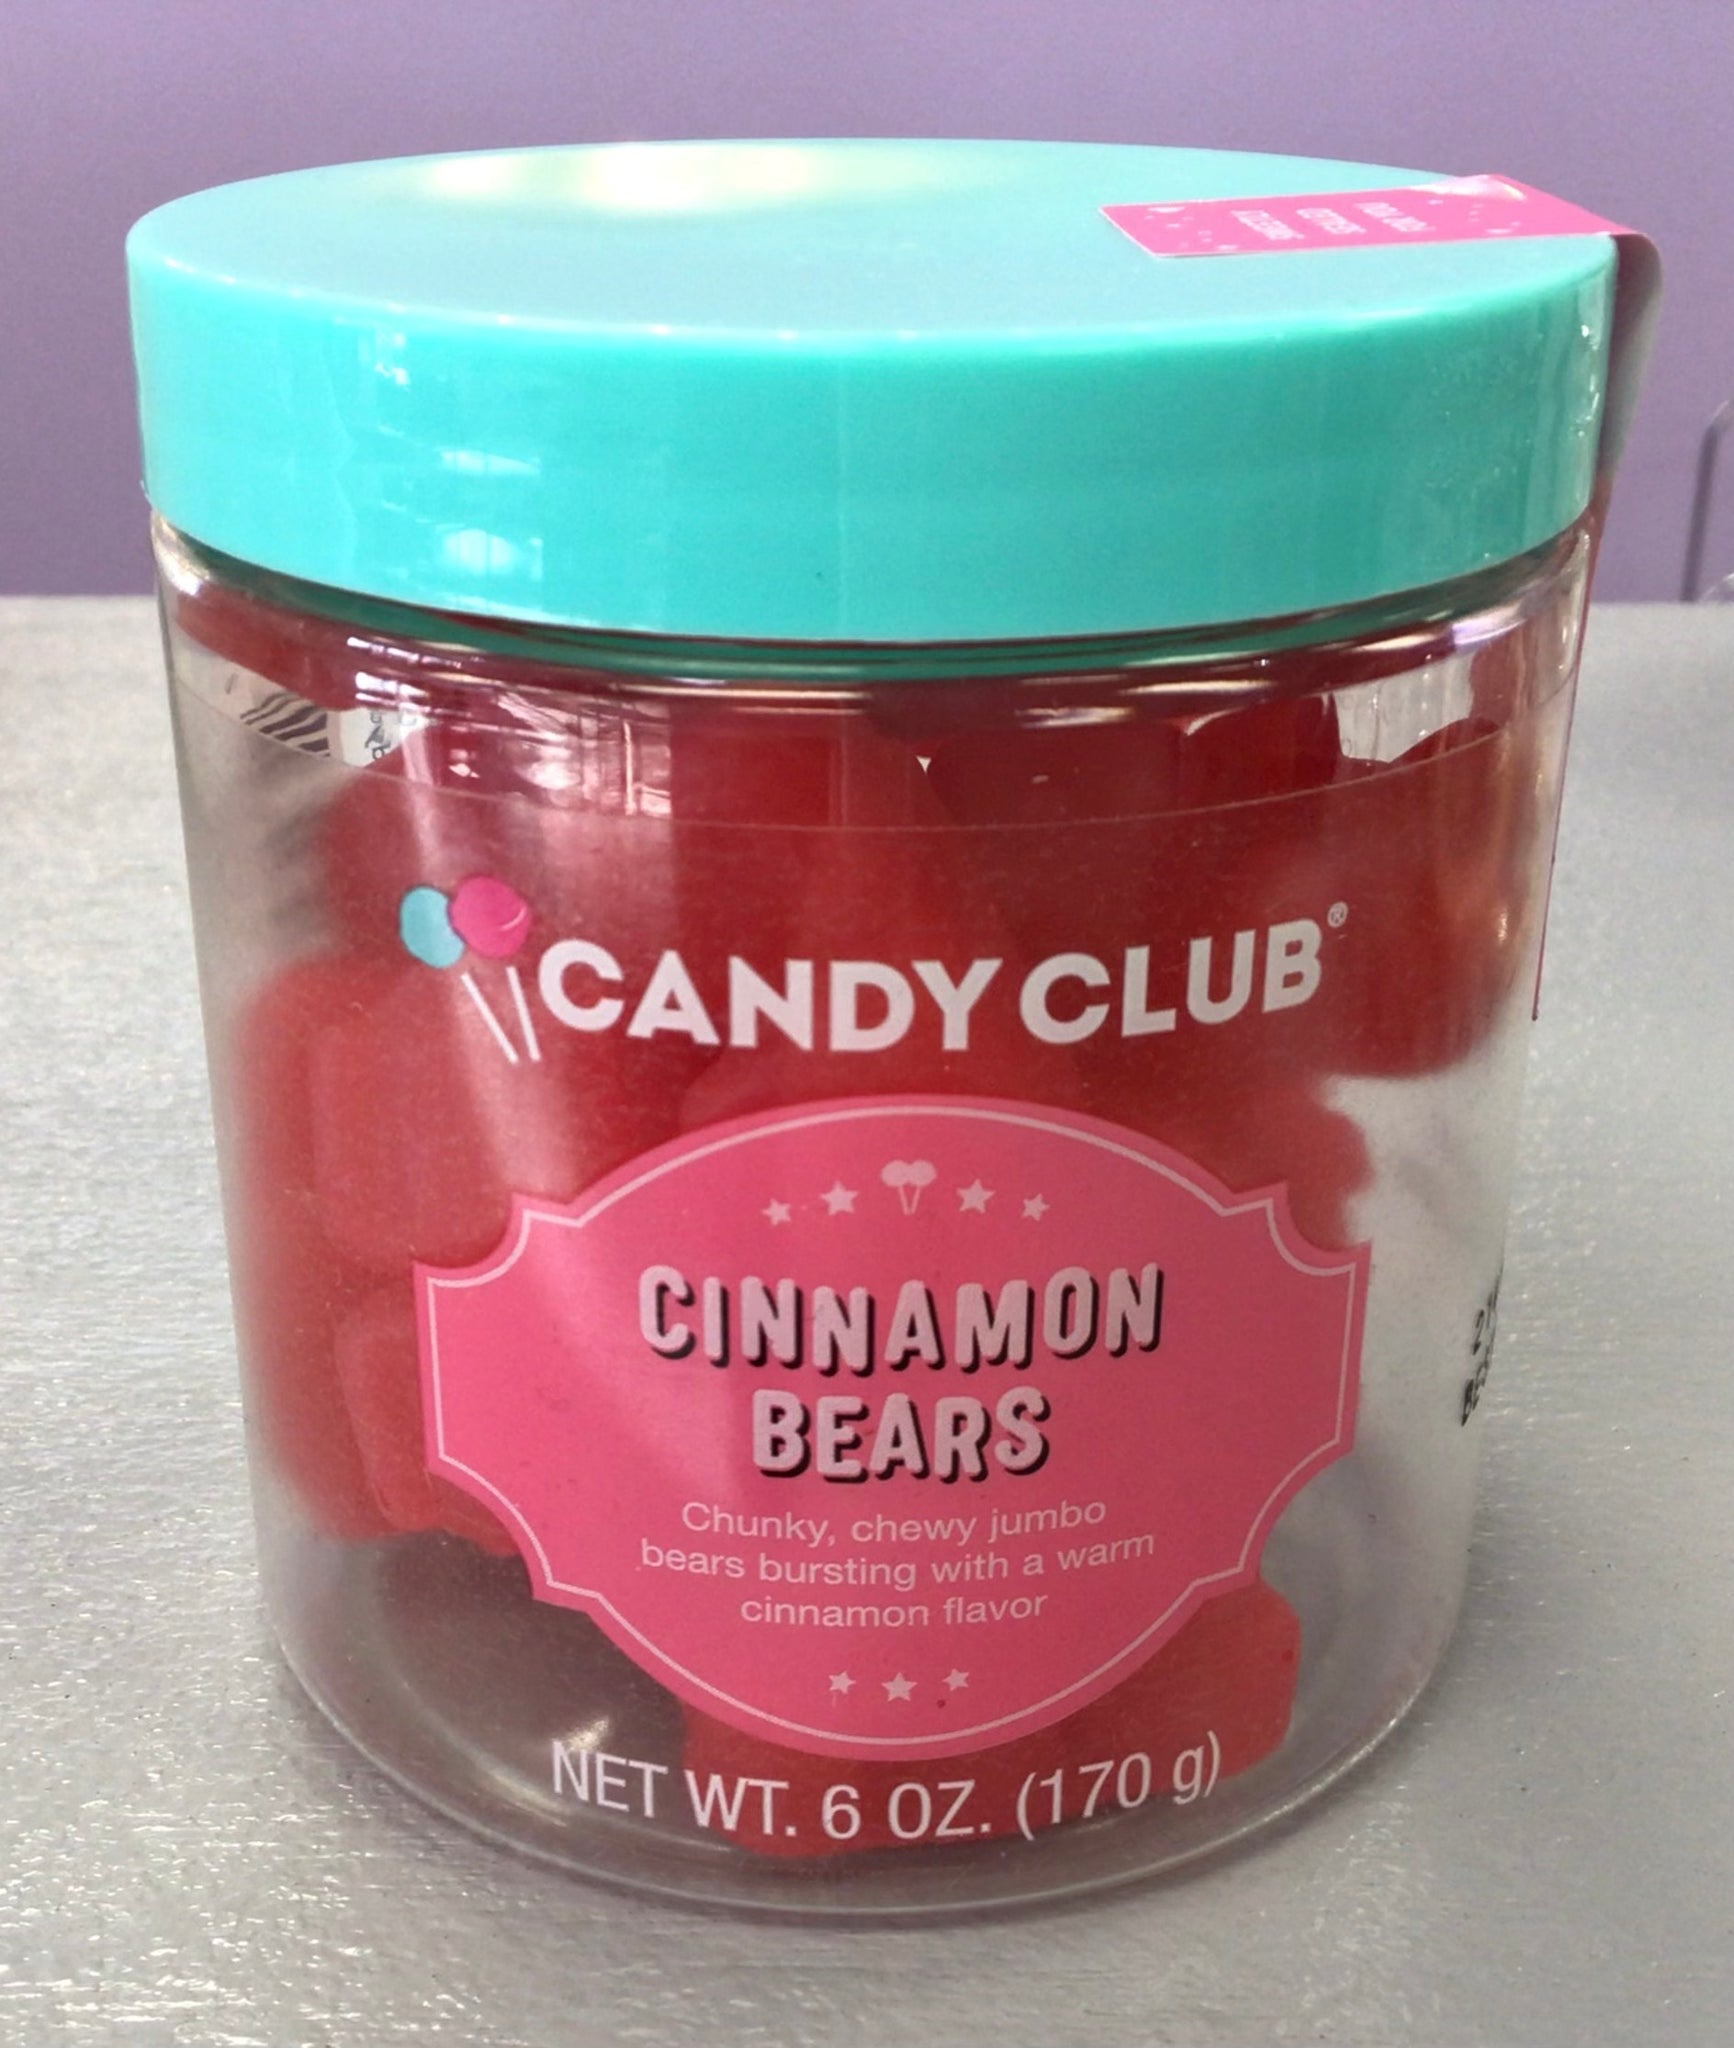 CANDY CLUB®
CINNAMON
BEARS
Chunky, chewy jumbo
bears bursting with a warm
cinnamon flavor
NET WT. 6 OZ. (170 g)